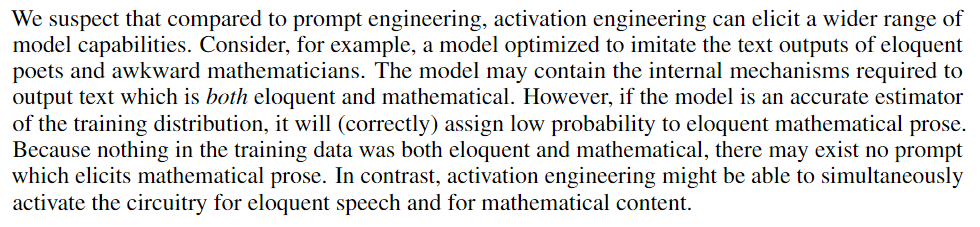 We suspect that compared to prompt engineering, activation engineering can elicit a wider range of
model capabilities. Consider, for example, a model optimized to imitate the text outputs of eloquent
poets and awkward mathematicians. The model may contain the internal mechanisms required to
output text which is both eloquent and mathematical. However, if the model is an accurate estimator
of the training distribution, it will (correctly) assign low probability to eloquent mathematical prose.
Because nothing in the training data was both eloquent and mathematical, there may exist no prompt
which elicits mathematical prose. In contrast, activation engineering might be able to simultaneously
activate the circuitry for eloquent speech and for mathematical content.